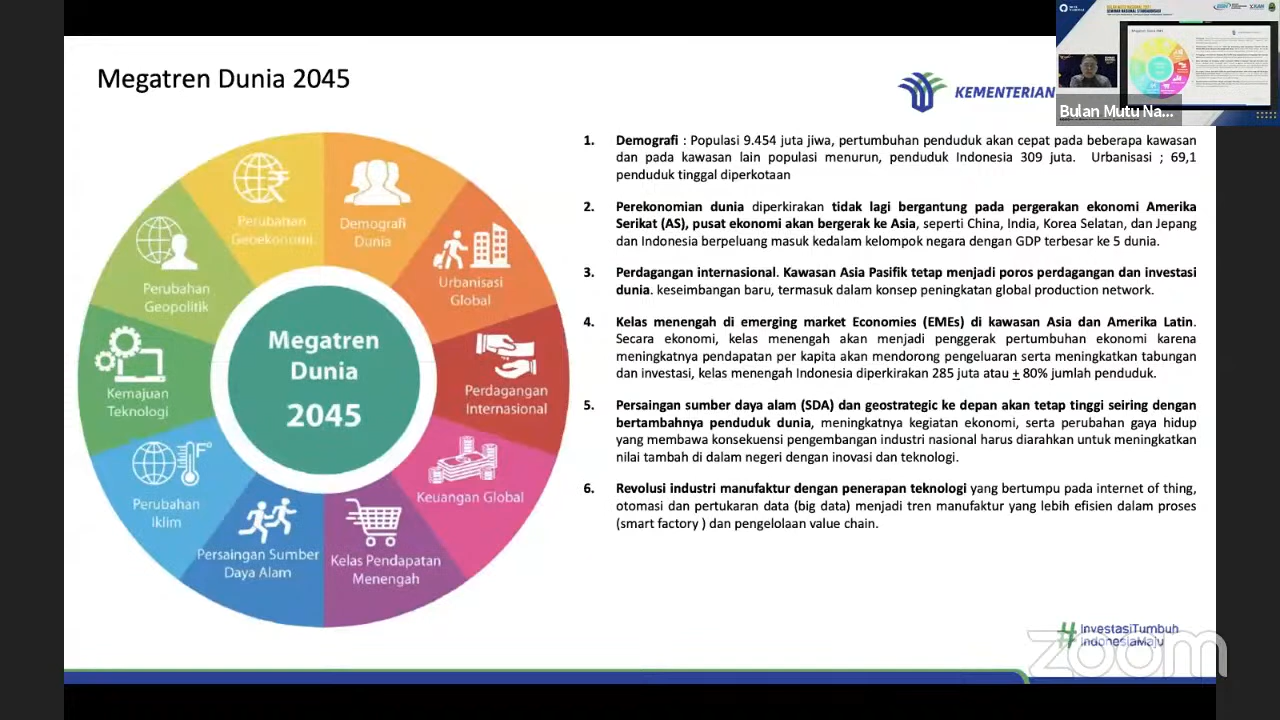 Megatren Dunia 2045
KEMENTERIAN
Bulan Mutu Na...
Perubahan
Geoekonomi
Demografi
Dunia
Urbanisasi
Global
Perdagangan
Internasional
Keuangan Global
Kelas Pendapatan
Menengah
Persaingan Sumber
Daya Alam
Perubahan
Iklim
Kemajuan
Teknologi
Perubahan
Geopolitik
Megatren
Dunia
2045
1. Demografi : Populasi 9.454 juta jiwa, pertumbuhan penduduk akan cepat pada beberapa kawasan
dan pada kawasan lain populasi menurun, penduduk Indonesia 309 juta. Urbanisasi ; 69,1
penduduk tinggal diperkotaan
2. Perekonomian dunia diperkirakan tidak lagi bergantung pada pergerakan ekonomi Amerika
Serikat (AS), pusat ekonomi akan bergerak ke Asia, seperti China, India, Korea Selatan, dan Jepang
dan Indonesia berpeluang masuk kedalam kelompok negara dengan GDP terbesar ke 5 dunia.
3. Perdagangan internasional. Kawasan Asia Pasifik tetap menjadi poros perdagangan dan investasi
dunia. keseimbangan baru, termasuk dalam konsep peningkatan global production network.
4. Kelas menengah di emerging market Economies (EMEs) di kawasan Asia dan Amerika Latin.
Secara ekonomi, kelas menengah akan menjadi penggerak pertumbuhan ekonomi karena
meningkatnya pendapatan per kapita akan mendorong pengeluaran serta meningkatkan tabungan
dan investasi, kelas menengah Indonesia diperkirakan 285 juta atau ± 80% jumlah penduduk.
5. Persaingan sumber daya alam (SDA) dan geostrategic ke depan akan tetap tinggi seiring dengan
bertambahnya penduduk dunia, meningkatnya kegiatan ekonomi, serta perubahan gaya hidup
yang membawa konsekuensi pengembangan industri nasional harus diarahkan untuk meningkatkan
nilai tambah di dalam negeri dengan inovasi dan teknologi.
6. Revolusi industri manufaktur dengan penerapan teknologi yang bertumpu pada internet of thing,
otomasi dan pertukaran data (big data) menjadi tren manufaktur yang lebih efisien dalam proses
(smart factory ) dan pengelolaan value chain.
#InvestasiTumbuh
IndonesiaMaju
zoom